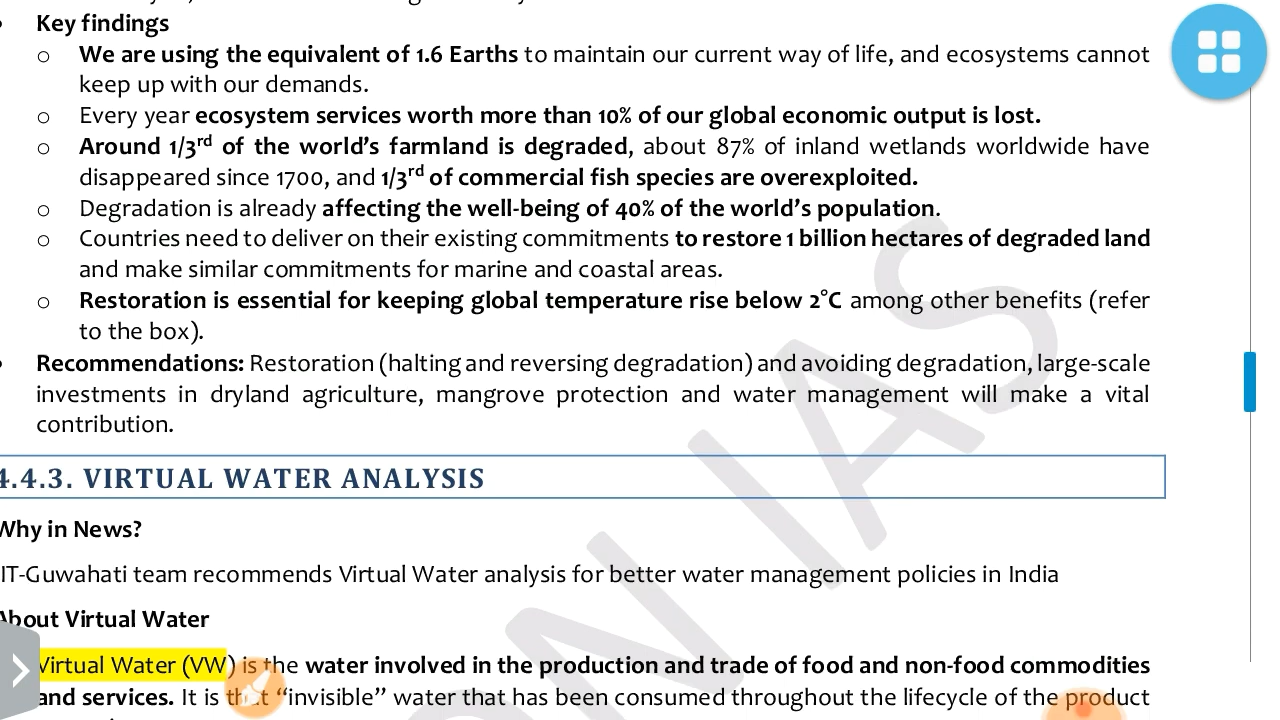 Key findings
We are using the equivalent of 1.6 Earths to maintain our current way of life, and ecosystems cannot
keep up with our demands.
Every year ecosystem services worth more than 10% of our global economic output is lost.
Around 1/3rd of the world's farmland is degraded, about 87% of inland wetlands worldwide have
disappeared since 1700, and 1/3rd of commercial fish species are overexploited.
Degradation is already affecting the well-being of 40% of the world's population.
Countries need to deliver on their existing commitments to restore 1 billion hectares of degraded land
and make similar commitments for marine and coastal areas.
Restoration is essential for keeping global temperature rise below 2°C among other benefits (refer
to the box).
Recommendations: Restoration (halting and reversing degradation) and avoiding degradation, large-scale
investments in dryland agriculture, mangrove protection and water management will make a vital
contribution.
4.4.3. VIRTUAL WATER ANALYSIS
Why in News?
IT-Guwahati team recommends Virtual Water analysis for better water management policies in India
About Virtual Water
Virtual Water (VW) is the water involved in the production and trade of food and non-food commodities
and services. It is that "invisible" water that has been consumed throughout the lifecycle of the product
ON IAS